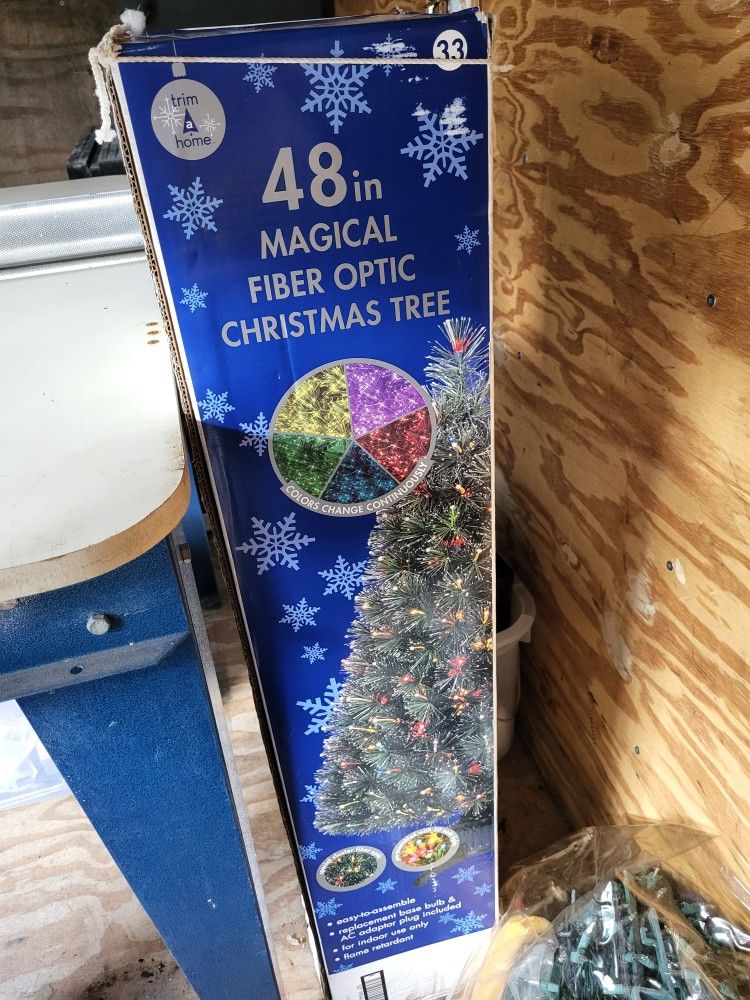 33
trim
a
home
48in
MAGICAL
FIBER OPTIC
CHRISTMAS TREE
COLORS CHANGE CONTINUOUSLY
• easy-to-assemble
• replacement base bulb &
AC adaptor plug included
• for indoor use only
• flame retardant